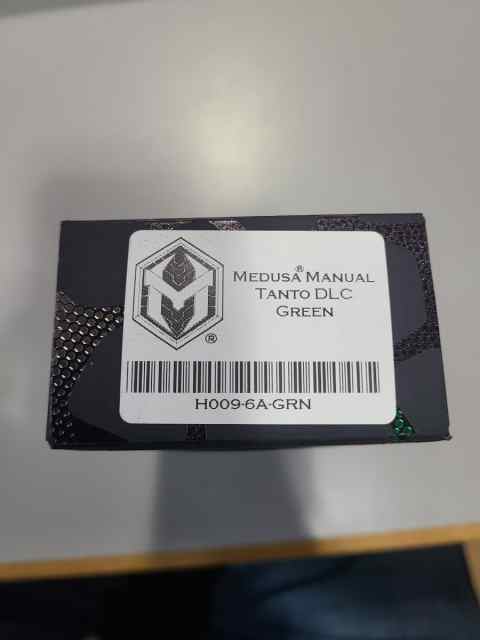 MEDUSA® MANUAL
TANTO DLC
GREEN
®
H009-6A-GRN